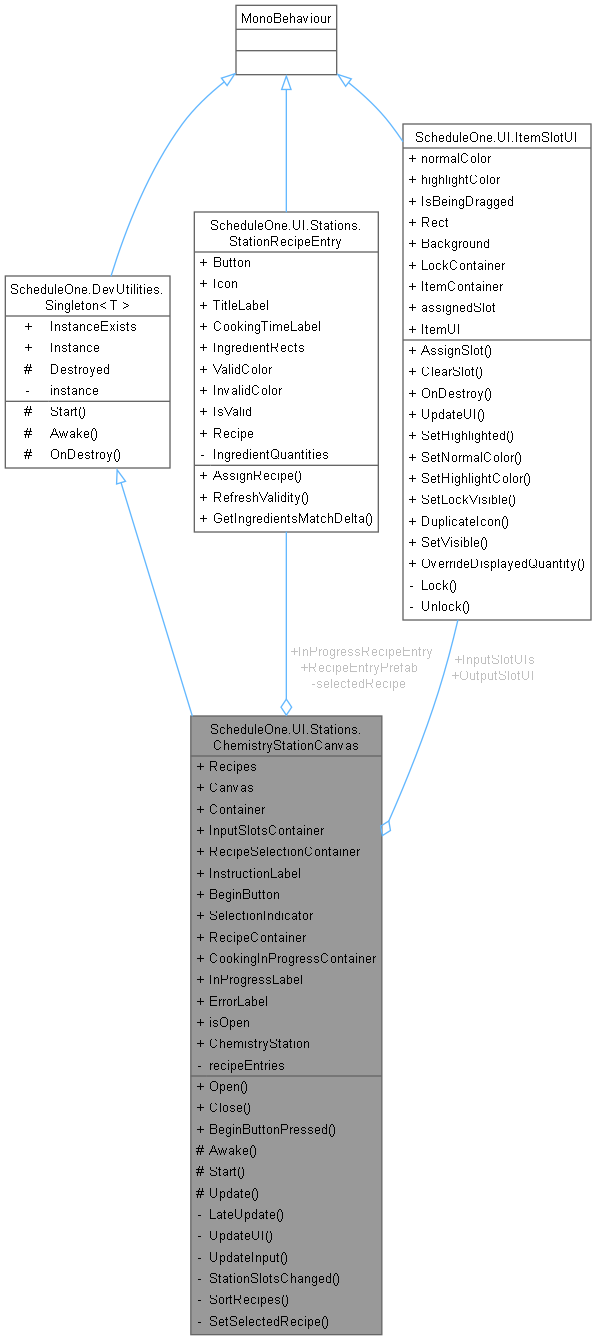 MonoBehaviour
ScheduleOne.UI.ItemSlotUI
+ normalColor
+ highlightColor
+ IsBeingDragged
+ Rect
+ Background
+ LockContainer
+ ItemContainer
+ assignedSlot
+ ItemUI
+ AssignSlot()
+ ClearSlot()
+ OnDestroy()
+ UpdateUI()
+ SetHighlighted()
+ SetNormalColor()
+ SetHighlightColor()
+ SetLockVisible()
+ DuplicateIcon()
+ SetVisible()
+ OverrideDisplayedQuantity()
- Lock()
- Unlock()
ScheduleOne.UI.Stations.
StationRecipeEntry
+ Button
+ Icon
+ TitleLabel
+ CookingTimeLabel
+ IngredientRects
+ ValidColor
+ InvalidColor
+ IsValid
+ Recipe
- IngredientQuantities
+ AssignRecipe()
+ RefreshValidity()
+ GetIngredientsMatchDelta()
ScheduleOne.DevUtilities.
Singleton< T >
+ InstanceExists
+ Instance
# Destroyed
- instance
# Start()
# Awake()
# OnDestroy()
+InProgressRecipeEntry
+RecipeEntryPrefab
-selectedRecipe
+InputSlotUIs
+OutputSlotUI
ScheduleOne.UI.Stations.
ChemistryStationCanvas
+ Recipes
+ Canvas
+ Container
+ InputSlotsContainer
+ RecipeSelectionContainer
+ InstructionLabel
+ BeginButton
+ SelectionIndicator
+ RecipeContainer
+ CookingInProgressContainer
+ InProgressLabel
+ ErrorLabel
+ isOpen
+ ChemistryStation
- recipeEntries
+ Open()
+ Close()
+ BeginButtonPressed()
# Awake()
# Start()
# Update()
- LateUpdate()
- UpdateUI()
- UpdateInput()
- StationSlotsChanged()
- SortRecipes()
- SetSelectedRecipe()